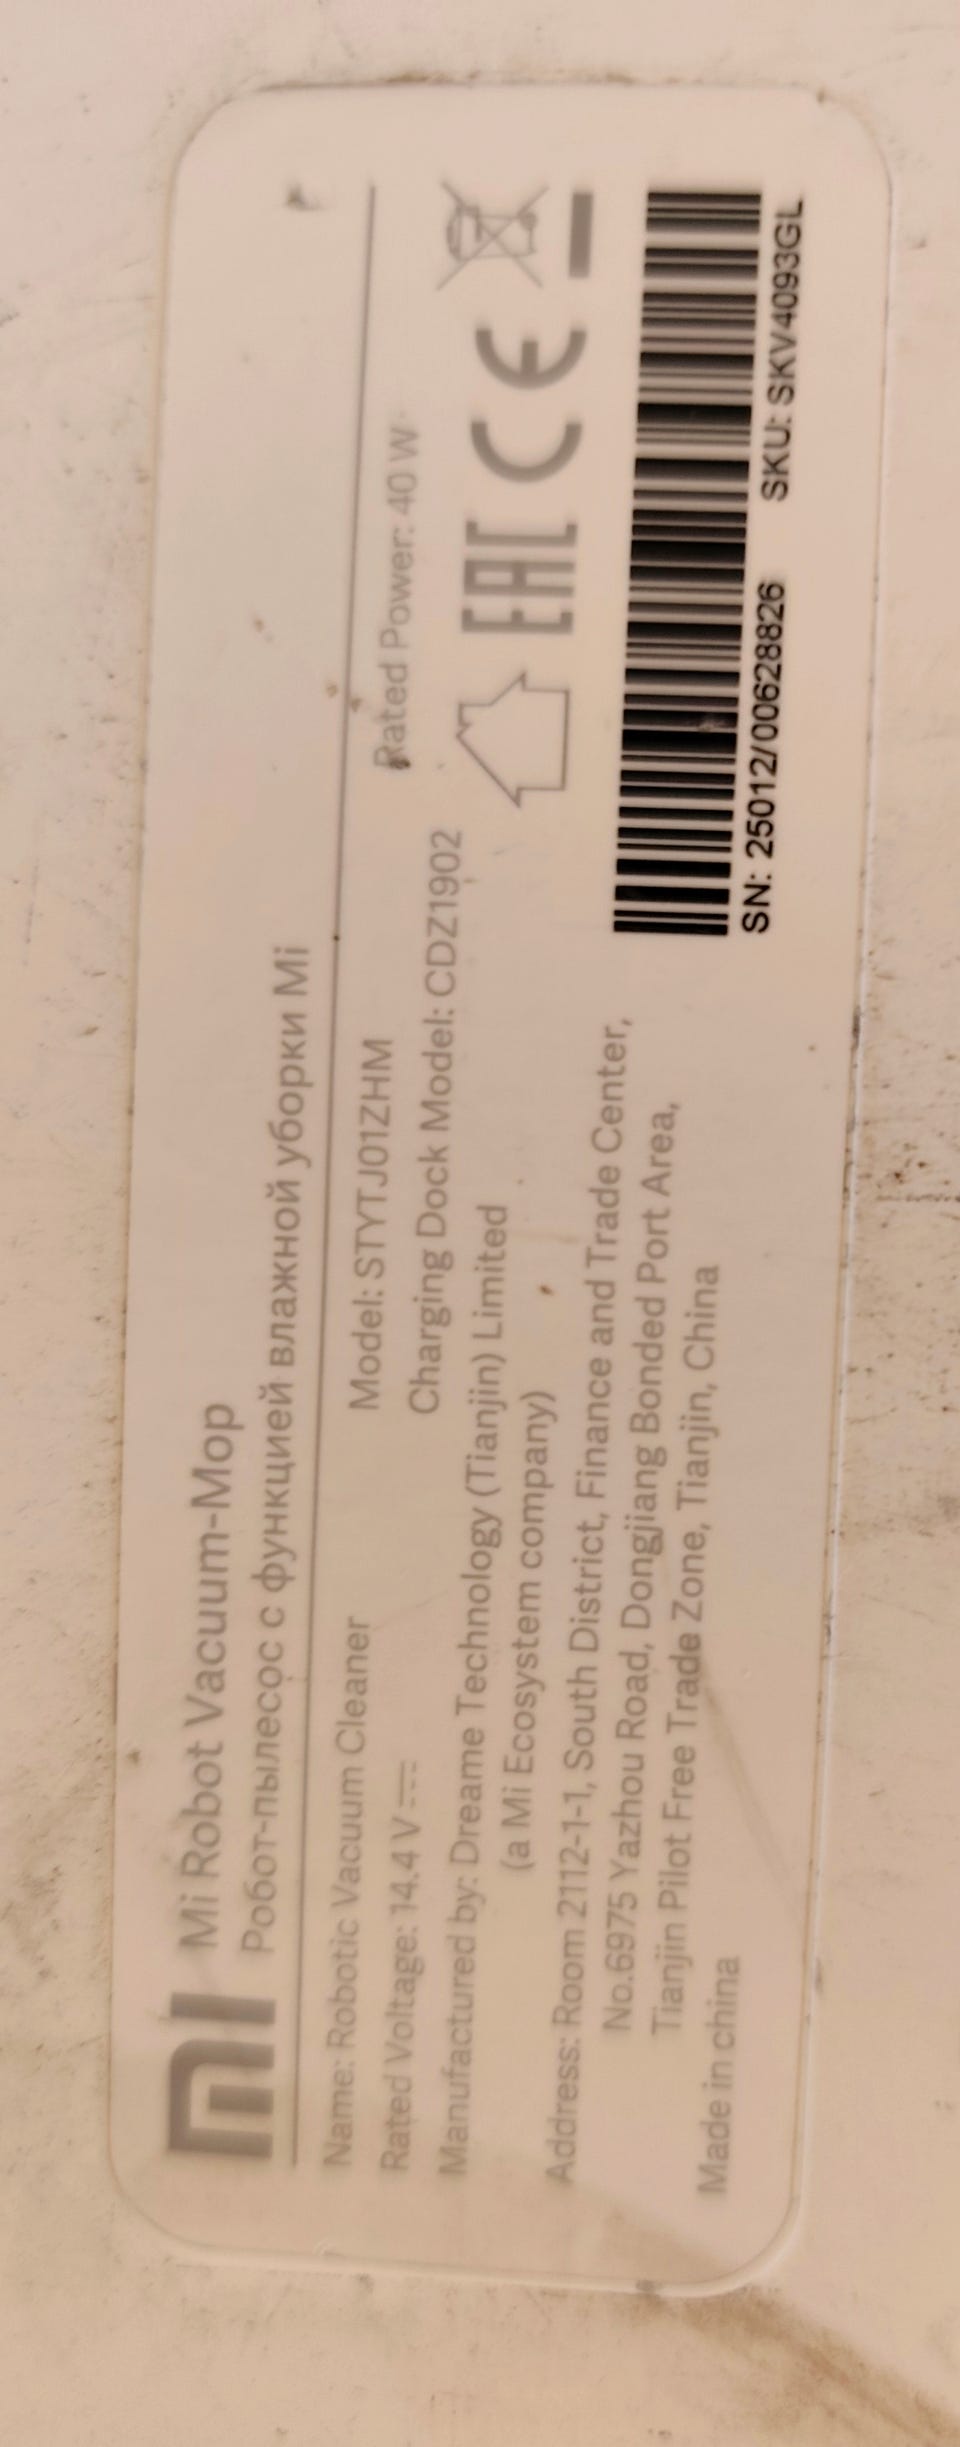 mi Mi Robot Vacuum-Mop
Робот-пылесос с функцией влажной уборки Mi
Name: Robotic Vacuum Cleaner Model: STYTJ01ZHM Rated Power: 40 W
Rated Voltage: 14.4 V Charging Dock Model: CDZ1902
Manufactured by: Dreame Technology (Tianjin) Limited
(a Mi Ecosystem company)
Address: Room 2112-1-1, South District, Finance and Trade Center,
No.6975 Yazhou Road, Dongjiang Bonded Port Area,
Tianjin Pilot Free Trade Zone, Tianjin, China
Made in china
EAC CE
SN: 25012/00628826 SKU: SKV4093GL